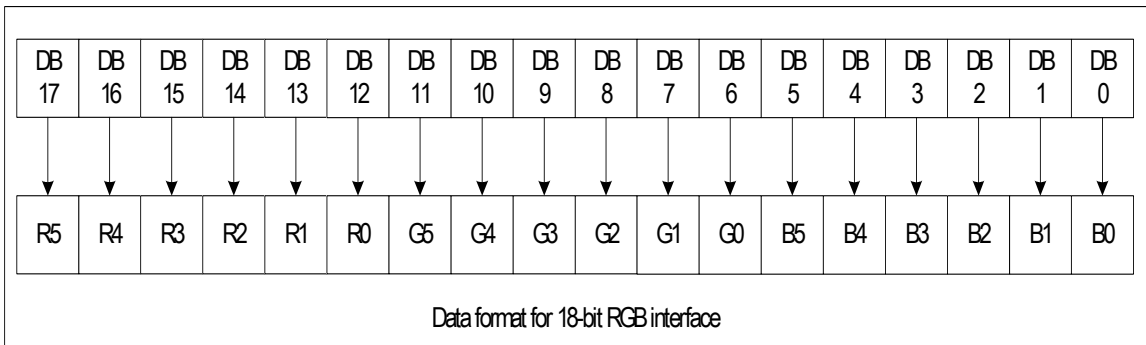 DB DB DB DB DB DB DB DB DB DB DB DB DB DB DB DB DB DB
17 16 15 14 13 12 11 10 9 8 7 6 5 4 3 2 1 0
R5 R4 R3 R2 R1 R0 G5 G4 G3 G2 G1 G0 B5 B4 B3 B2 B1 B0
Data format for 18-bit RGB interface